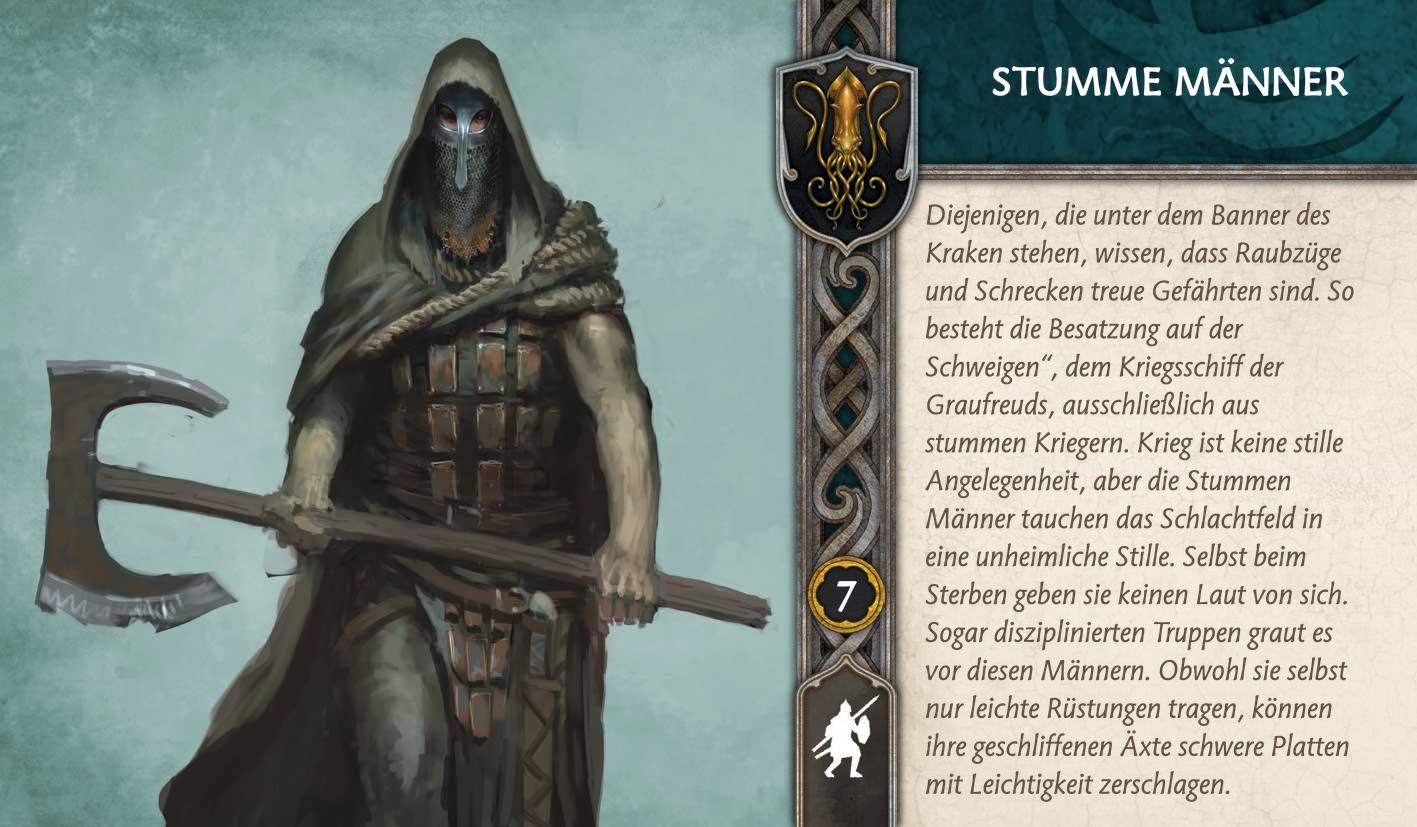 STUMME MÄNNER
Diejenigen, die unter dem Banner des
Kraken stehen, wissen, dass Raubzüge
und Schrecken treue Gefährten sind. So
besteht die Besatzung auf der
Schweigen“, dem Kriegsschiff der
Graufreuds, ausschließlich aus
stummen Kriegern. Krieg ist keine stille
Angelegenheit, aber die Stummen
Männer tauchen das Schlachtfeld in
eine unheimliche Stille. Selbst beim
Sterben geben sie keinen Laut von sich.
Sogar disziplinierten Truppen graut es
vor diesen Männern. Obwohl sie selbst
nur leichte Rüstungen tragen, können
ihre geschliffenen Äxte schwere Platten
mit Leichtigkeit zerschlagen.
7